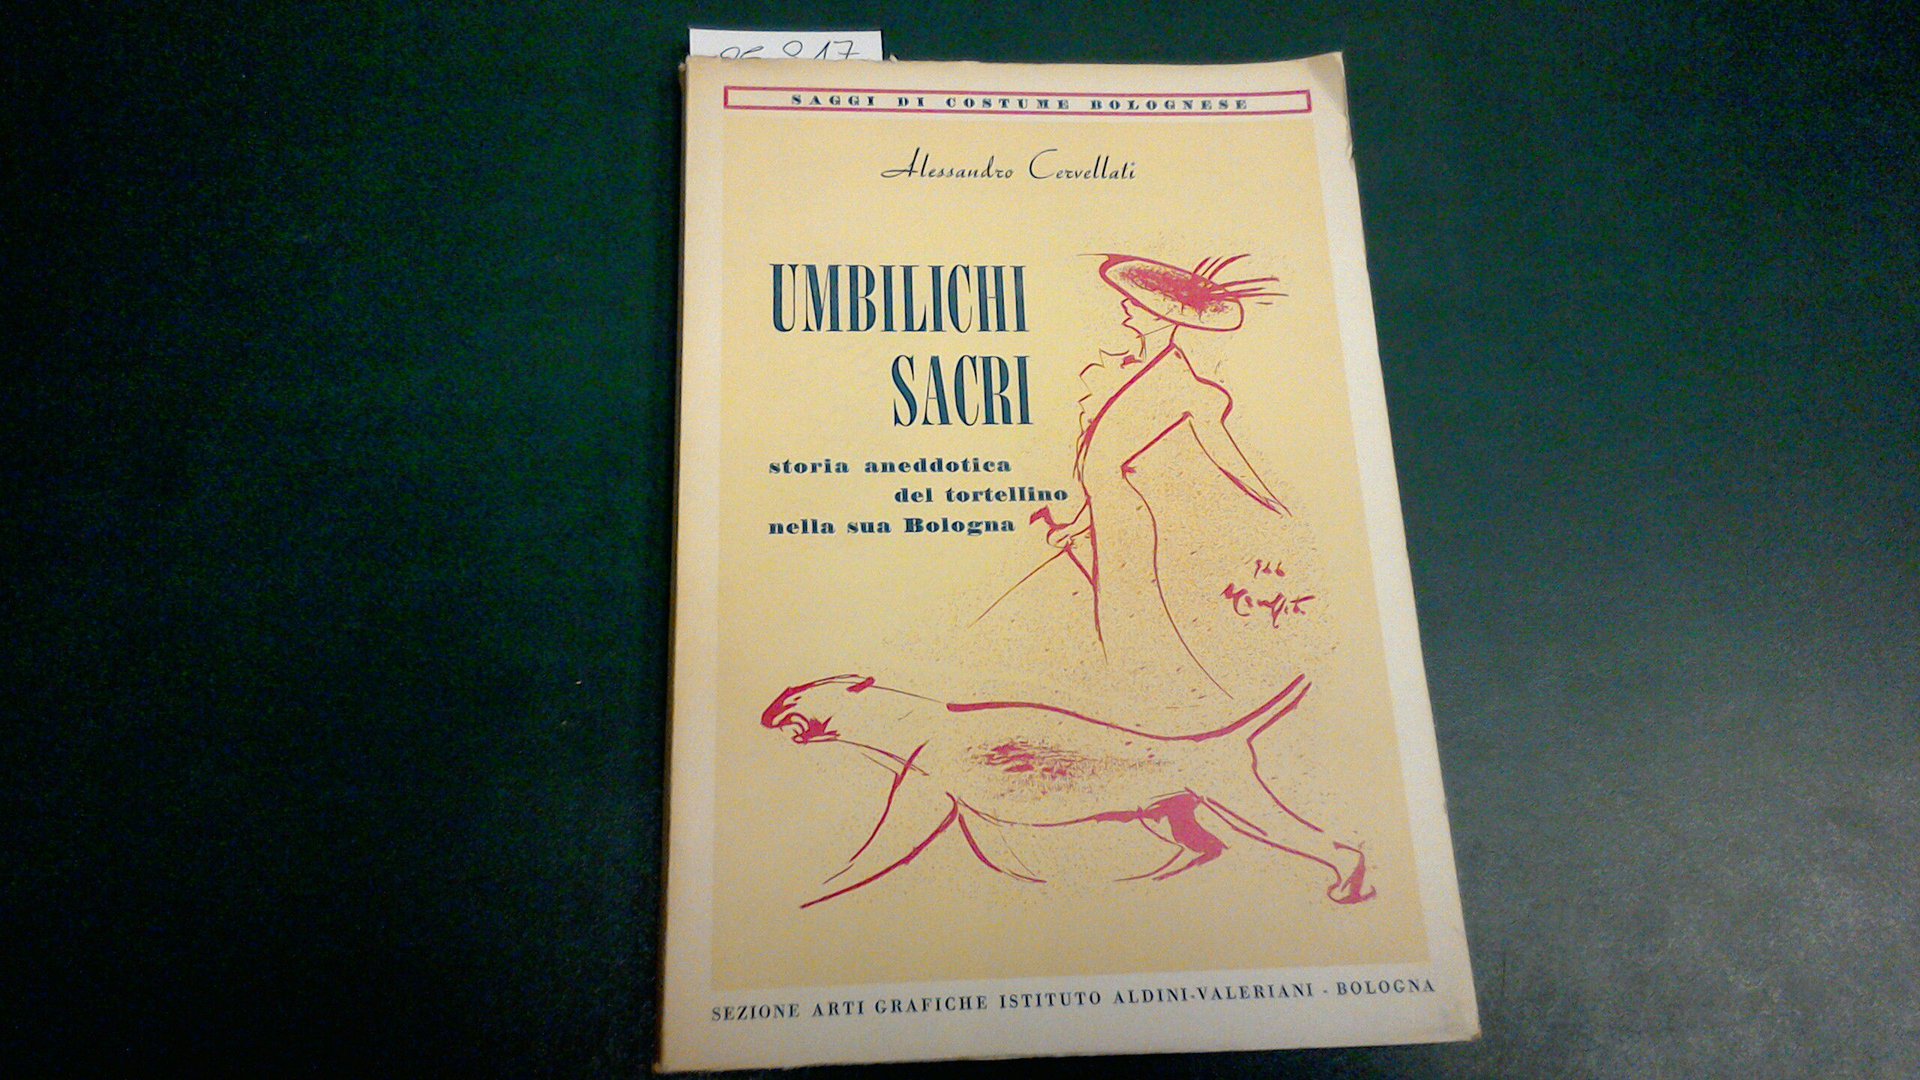 SAGGI DI COSTUME BOLOGNESE
Alessandro Cervellati
UMBILICHI
SACRI
storia aneddotica
del tortellino
nella sua Bologna
SEZIONE ARTI GRAFICHE ISTITUTO ALDINI-VALERIANI - BOLOGNA